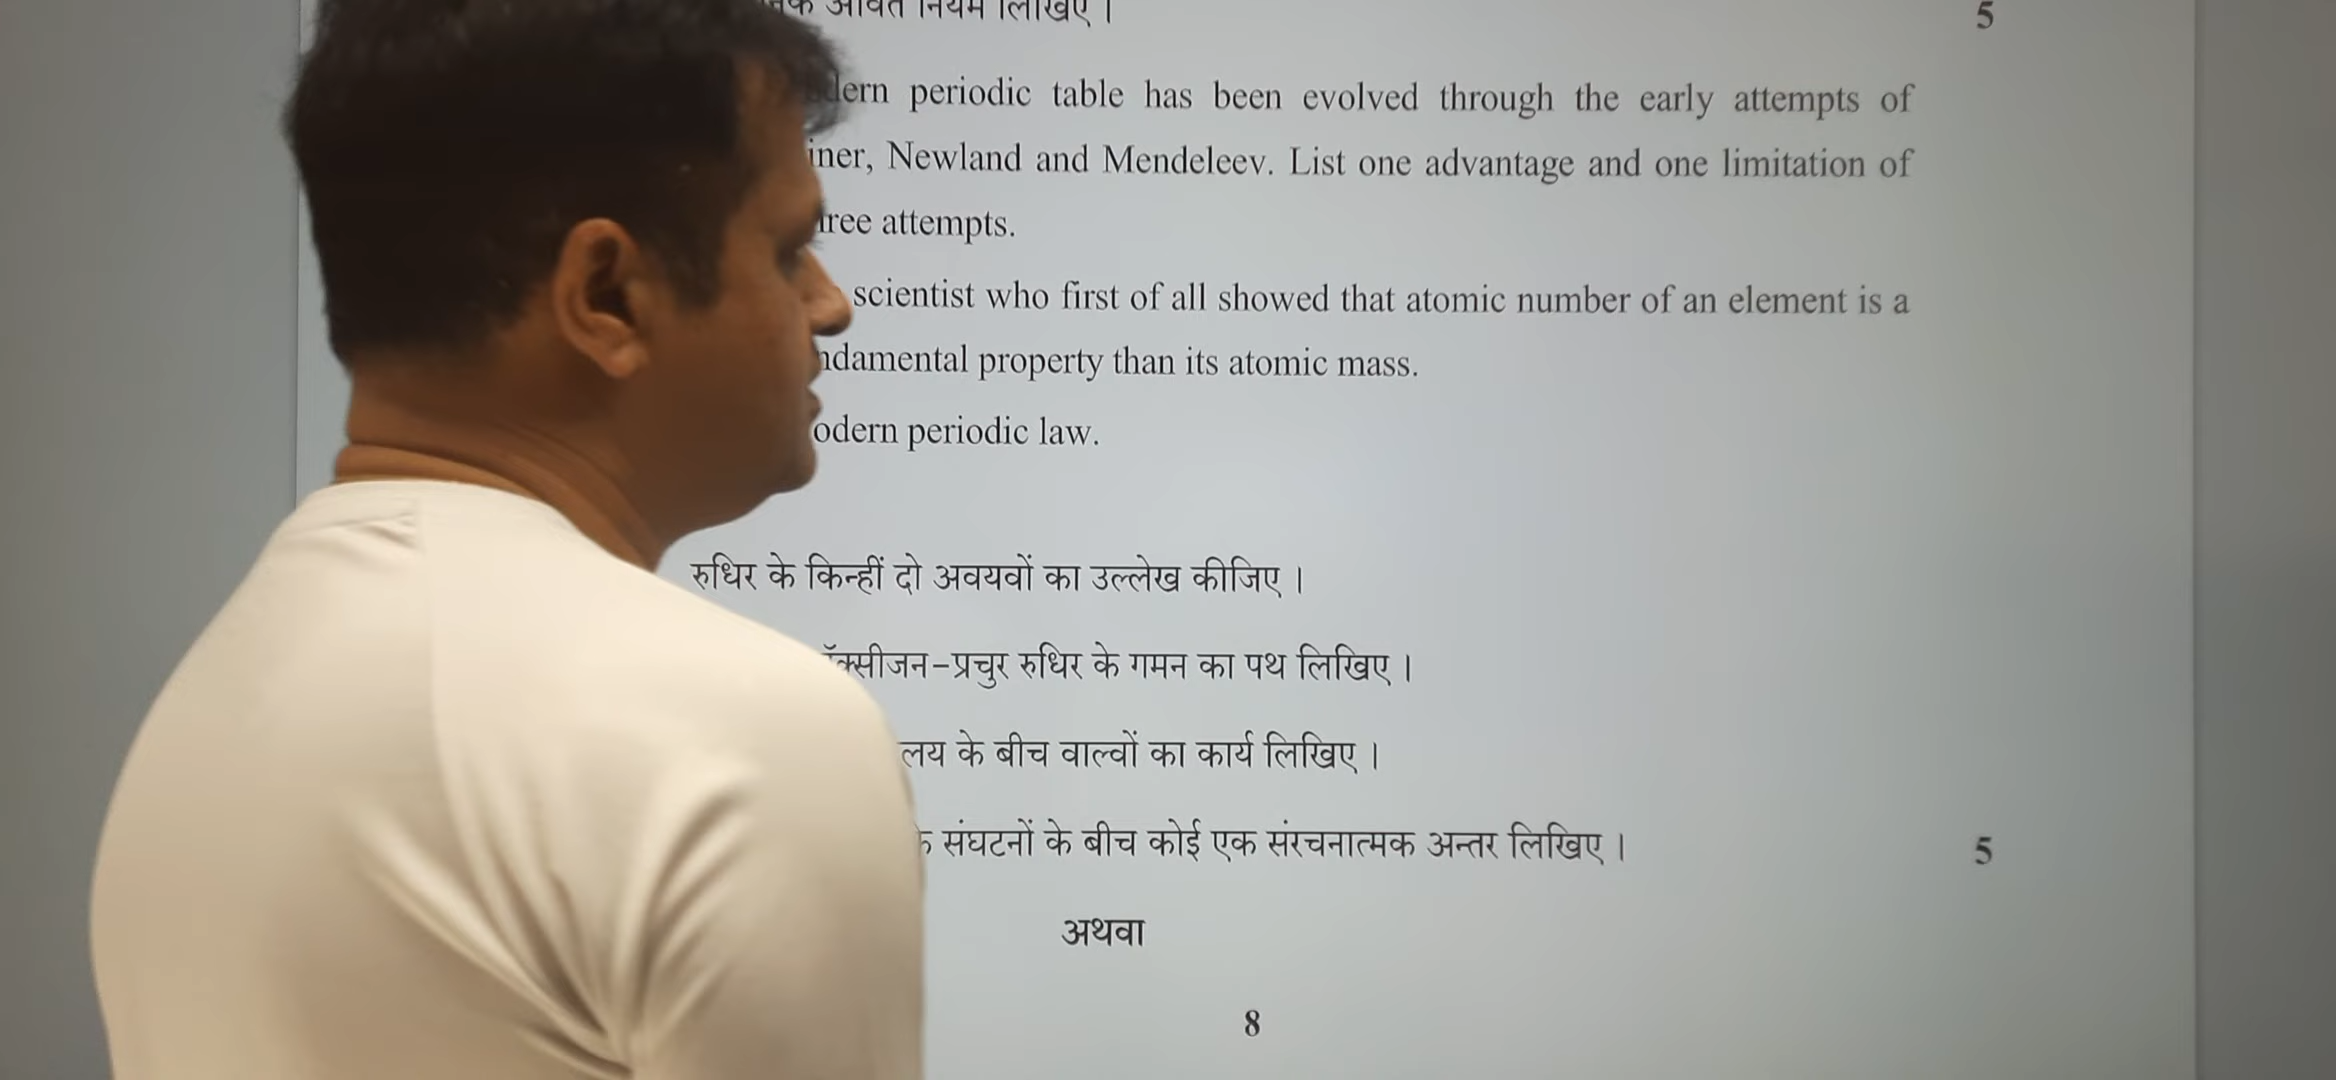 आवर्त नियम लिखिए । 5
periodic table has been evolved through the early attempts of
Newland and Mendeleev. List one advantage and one limitation of
attempts.
scientist who first of all showed that atomic number of an element is a
property than its atomic mass.
periodic law.
रुधिर के किन्हीं दो अवयवों का उल्लेख कीजिए ।
प्रचुर रुधिर के गमन का पथ लिखिए ।
के बीच वाल्वों का कार्य लिखिए ।
संघटनों के बीच कोई एक संरचनात्मक अन्तर लिखिए । 5
अथवा
8